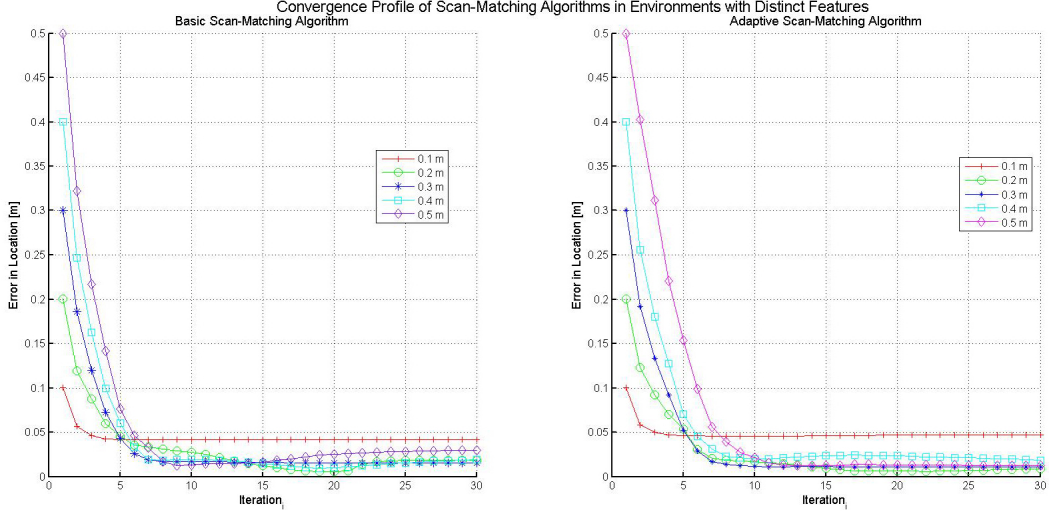 Convergence Profile of Scan-Matching Algorithms in Environments with Distinct Features
Basic Scan-Matching Algorithm
0.5
0.45
0.4
0.35
0.3
0.25
0.2
0.15
0.1
0.05
0
Error in Location [m]
0 5 10 15 20 25 30
Iteration
0.1 m
0.2 m
0.3 m
0.4 m
0.5 m
Adaptive Scan-Matching Algorithm
0.5
0.45
0.4
0.35
0.3
0.25
0.2
0.15
0.1
0.05
0
Error in Location [m]
0 5 10 15 20 25 30
Iteration
0.1 m
0.2 m
0.3 m
0.4 m
0.5 m